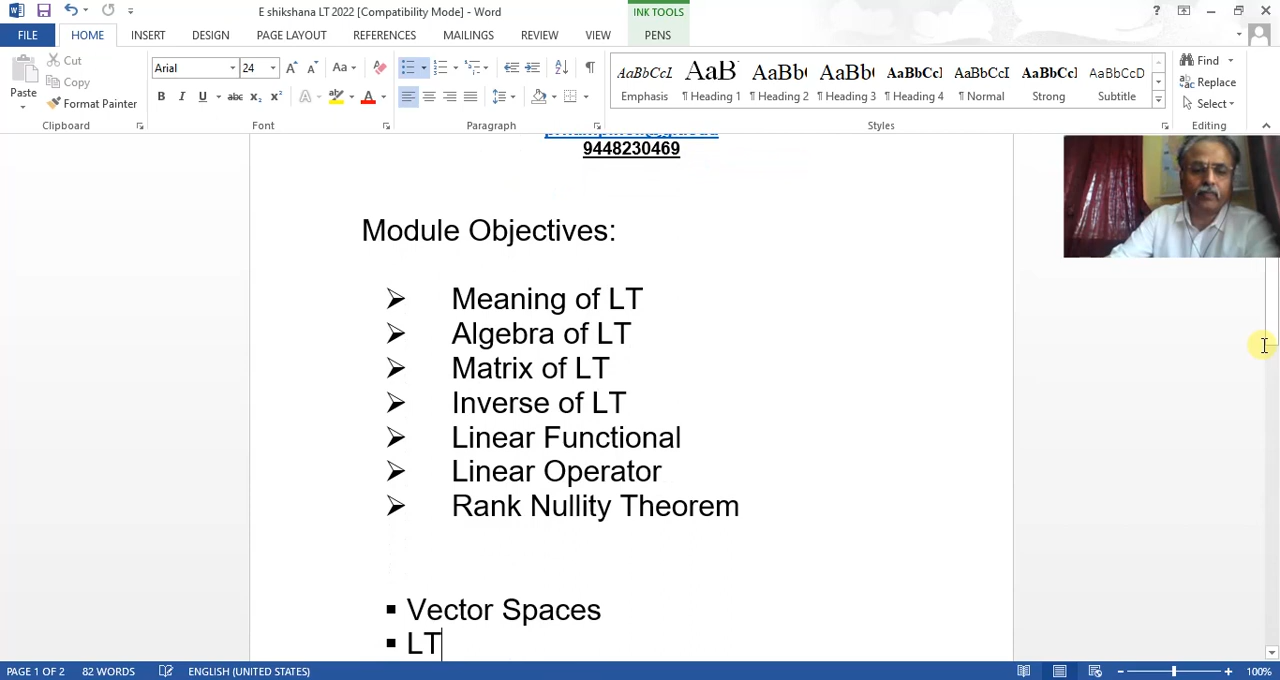 E shikshana LT 2022 [Compatibility Mode] - Word
INK TOOLS
FILE HOME INSERT DESIGN PAGE LAYOUT REFERENCES MAILINGS REVIEW VIEW PENS
Paste
Cut
Copy
Format Painter
Clipboard
Arial 24
Font
Paragraph
AaBbCcI AaB AaBb( AaBb( AaBbCcI AaBbCcI AaBbCcI AaBbCcD
Emphasis ¶ Heading 1 ¶ Heading 2 ¶ Heading 3 ¶ Heading 4 ¶ Normal Strong Subtitle
Styles
Find
Replace
Select
Editing
9448230469
Module Objectives:
➢ Meaning of LT
➢ Algebra of LT
➢ Matrix of LT
➢ Inverse of LT
➢ Linear Functional
➢ Linear Operator
➢ Rank Nullity Theorem
▪ Vector Spaces
▪ LT
PAGE 1 OF 2 82 WORDS ENGLISH (UNITED STATES) 100%